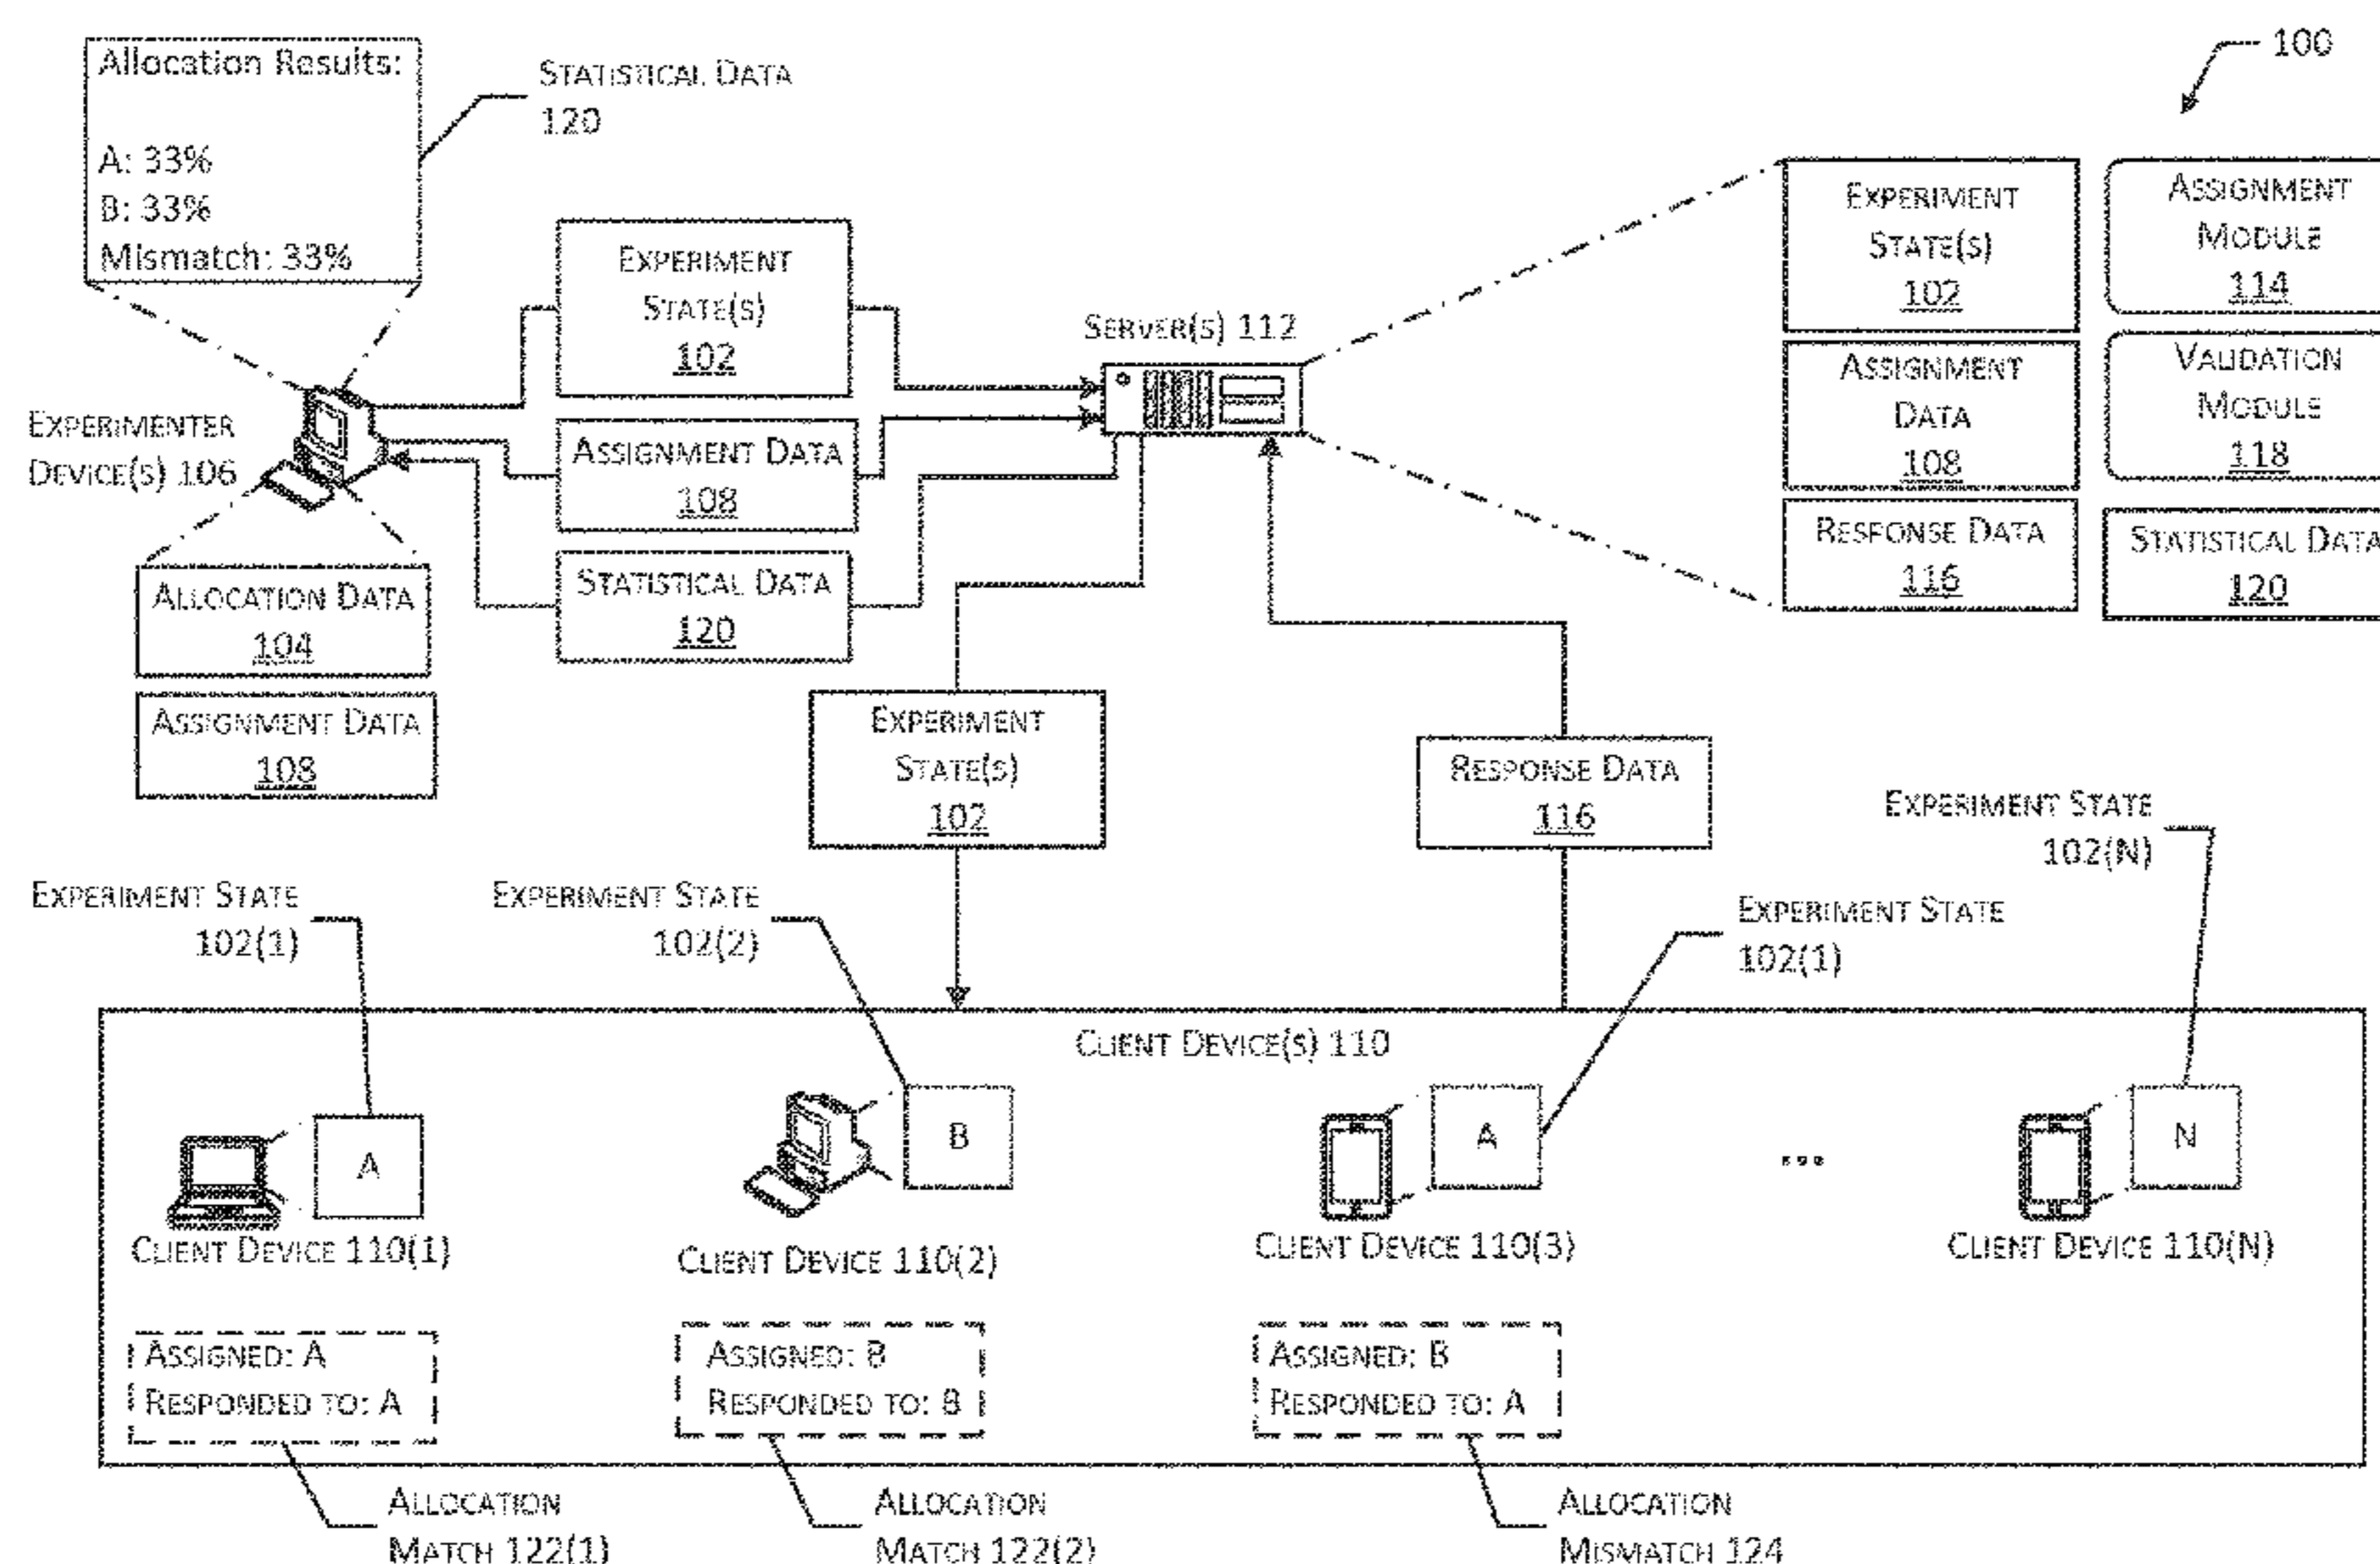 100
Allocation Results:
A: 33%
B: 33%
Mismatch: 33%
STATISTICAL DATA
120
EXPERIMENTER
DEVICE(S) 106
ALLOCATION DATA
104
ASSIGNMENT DATA
108
EXPERIMENT
STATE(S)
102
ASSIGNMENT DATA
108
STATISTICAL DATA
120
SERVER(S) 112
EXPERIMENT
STATE(S)
102
ASSIGNMENT
DATA
108
RESPONSE DATA
116
ASSIGNMENT
MODULE
114
VALIDATION
MODULE
118
STATISTICAL DATA
120
EXPERIMENT
STATE(S)
102
RESPONSE DATA
116
EXPERIMENT STATE
102(1)
EXPERIMENT STATE
102(2)
EXPERIMENT STATE
102(1)
EXPERIMENT STATE
102(N)
CLIENT DEVICE(S) 110
A
CLIENT DEVICE 110(1)
B
CLIENT DEVICE 110(2)
A
CLIENT DEVICE 110(3)
...
N
CLIENT DEVICE 110(N)
ASSIGNED: A
RESPONDED TO: A
ASSIGNED: B
RESPONDED TO: B
ASSIGNED: B
RESPONDED TO: A
ALLOCATION
MATCH 122(1)
ALLOCATION
MATCH 122(2)
ALLOCATION
MISMATCH 124